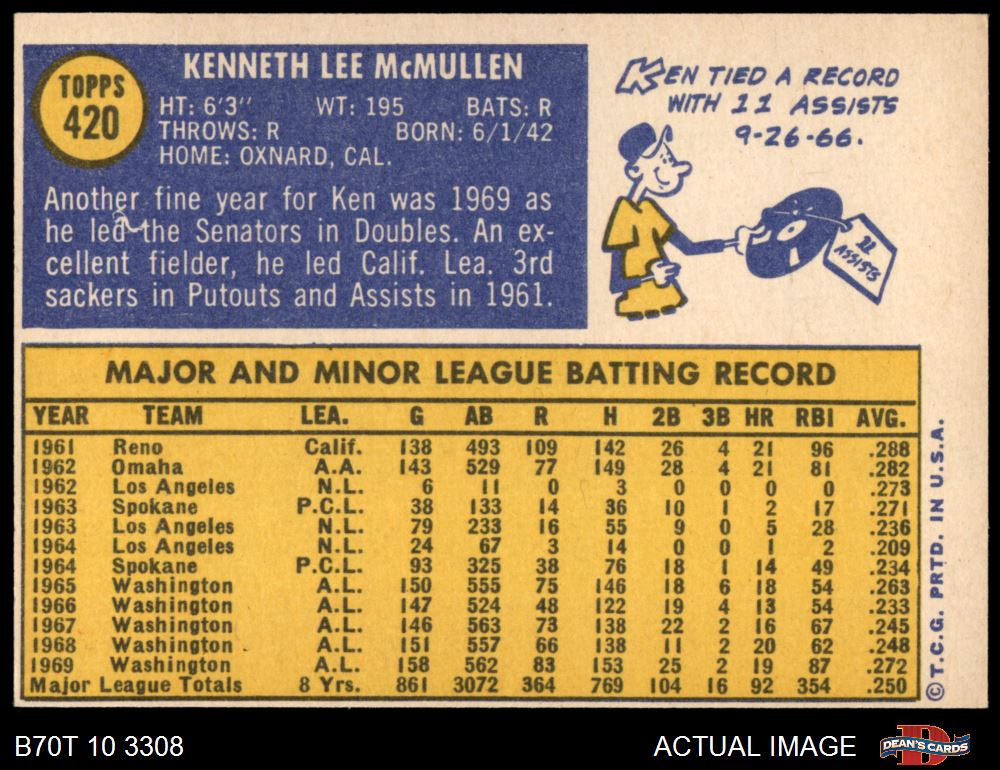 TOPPS
420
KENNETH LEE McMULLEN
HT: 6'3" WT: 195 BATS: R
THROWS: R BORN: 6/1/42
HOME: OXNARD, CAL.
Another fine year for Ken was 1969 as
he led the Senators in Doubles. An ex-
cellent fielder, he led Calif. Lea. 3rd
sackers in Putouts and Assists in 1961.
KEN TIED A RECORD
WITH 11 ASSISTS
9-26-66.
11
ASSISTS
MAJOR AND MINOR LEAGUE BATTING RECORD
YEAR TEAM LEA. G AB R H 2B 3B HR RBI AVG.
1961 Reno Calif. 138 493 109 142 26 4 21 96 .288
1962 Omaha A.A. 143 529 77 149 28 4 21 81 .282
1962 Los Angeles N.L. 6 11 0 3 0 0 0 0 .273
1963 Spokane P.C.L. 38 133 14 36 10 1 2 17 .271
1963 Los Angeles N.L. 79 233 16 55 9 0 5 28 .236
1964 Los Angeles N.L. 24 67 3 14 0 0 1 2 .209
1964 Spokane P.C.L. 93 325 38 76 18 1 14 49 .234
1965 Washington A.L. 150 555 75 146 18 6 18 54 .263
1966 Washington A.L. 147 524 48 122 19 4 13 54 .233
1967 Washington A.L. 146 563 73 138 22 2 16 67 .245
1968 Washington A.L. 151 557 66 138 11 2 20 62 .248
1969 Washington A.L. 158 562 83 153 25 2 19 87 .272
Major League Totals 8 Yrs. 861 3072 364 769 104 16 92 354 .250
© T.C.G. PRTD. IN U.S.A.
B70T 10 3308
ACTUAL IMAGE
D
DEAN'S CARDS